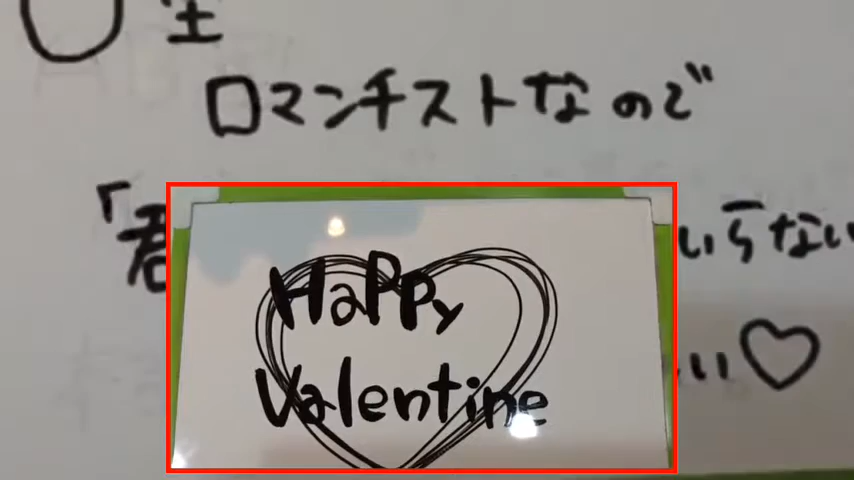 ロマンチストなので
「君
いらない
い♡
Happy
Valentine